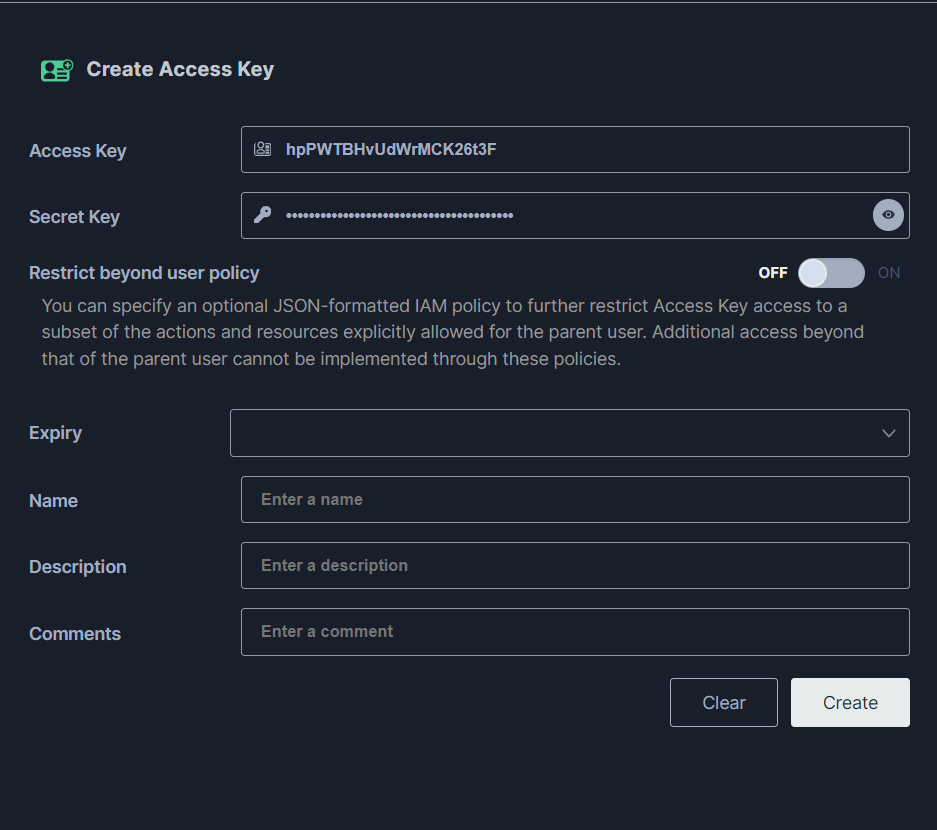 Create Access Key
Access Key
hpPWTBHvUdWrMCK26t3F
Secret Key
••••••••••••••••••••••••••••••••••••••••
Restrict beyond user policy
OFF ON
You can specify an optional JSON-formatted IAM policy to further restrict Access Key access to a
subset of the actions and resources explicitly allowed for the parent user. Additional access beyond
that of the parent user cannot be implemented through these policies.
Expiry
Name
Enter a name
Description
Enter a description
Comments
Enter a comment
Clear
Create